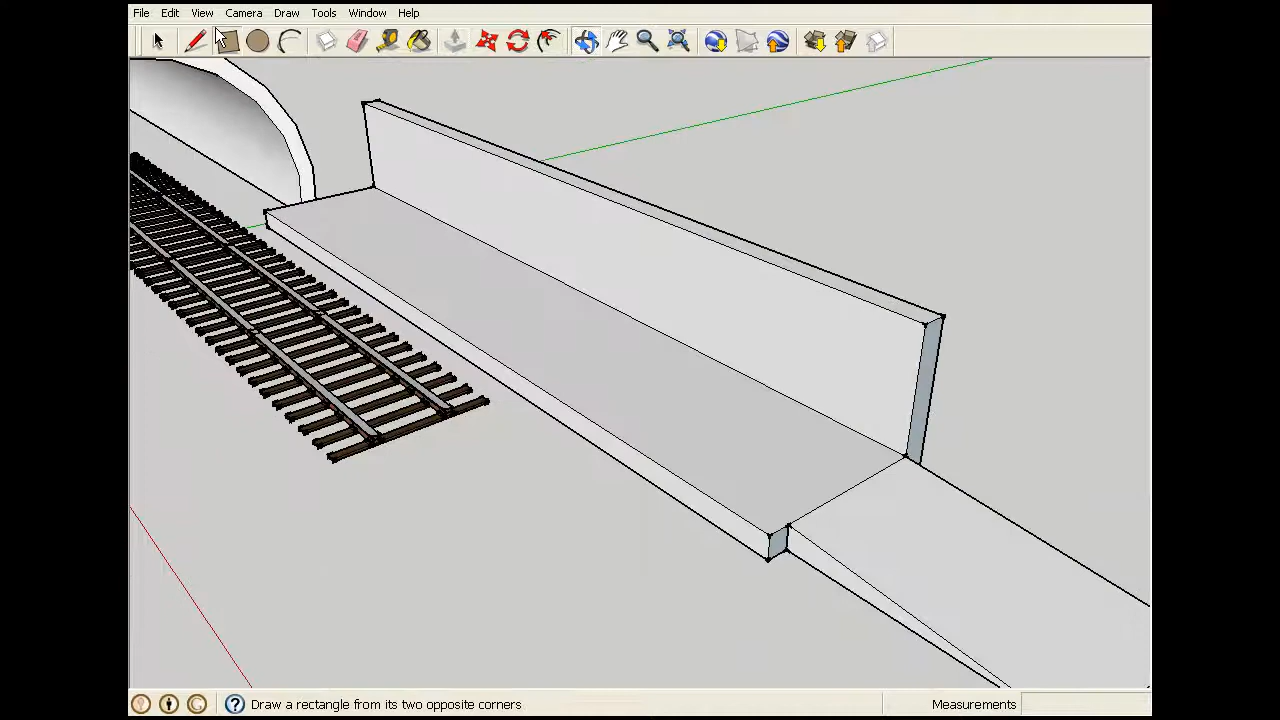 File Edit View Camera Draw Tools Window Help
Draw a rectangle from its two opposite corners Measurements